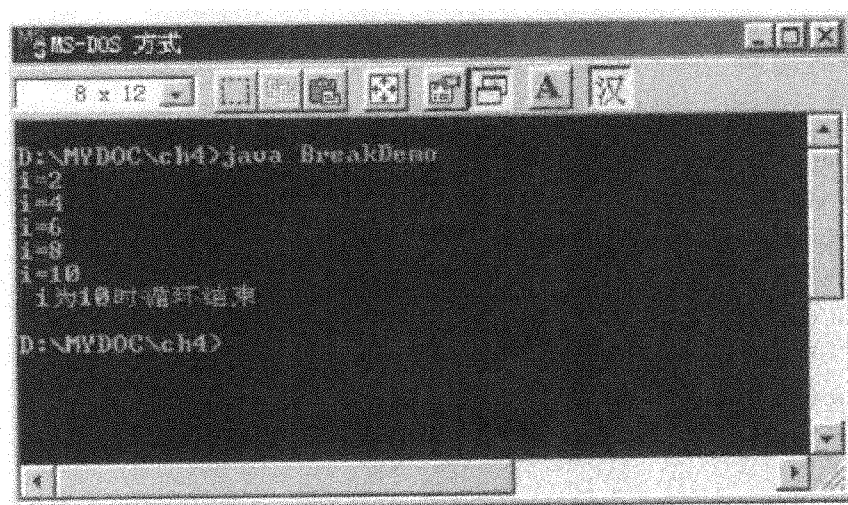 MS-DOS 方式
8 x 12
A
汉
D:\MYDOC\ch4>java BreakDemo
i=2
i=4
i=6
i=8
i=10
i为10时循环结束
D:\MYDOC\ch4>